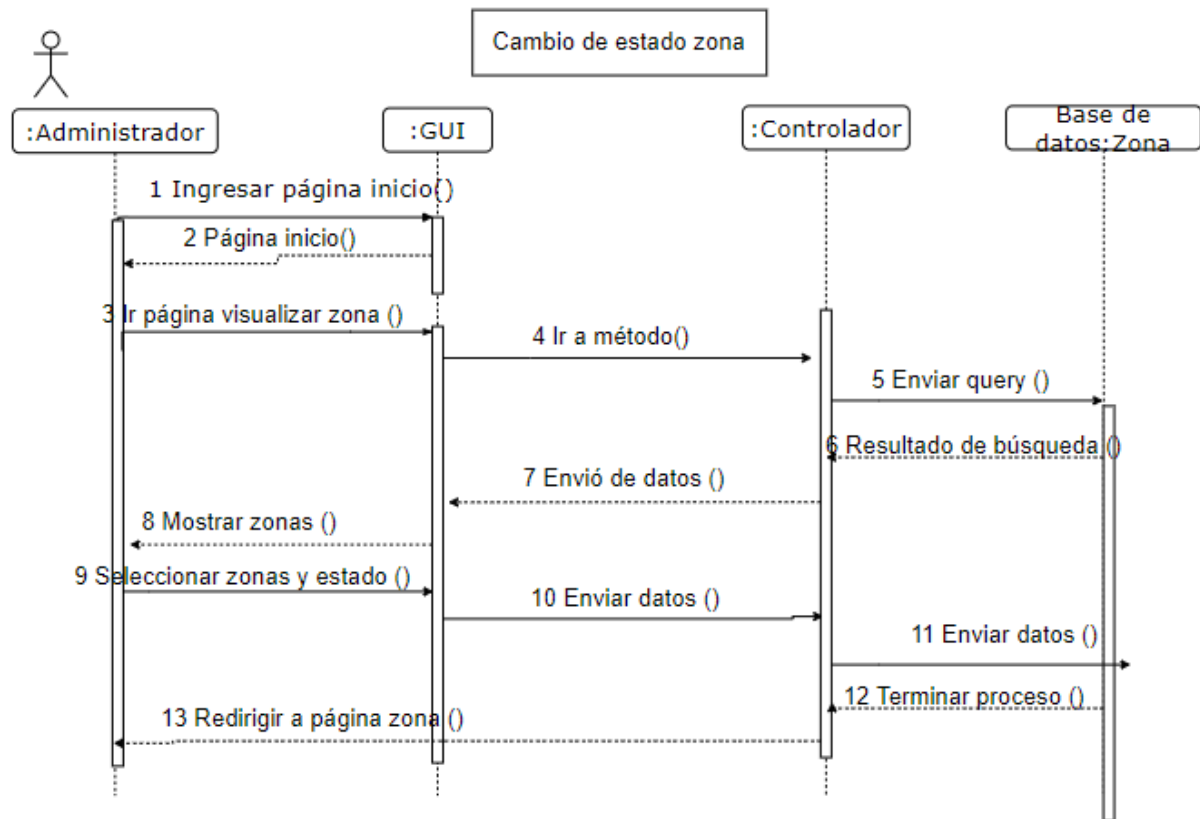 Cambio de estado zona
:Administrador
:GUI
:Controlador
Base de
datos:Zona
1 Ingresar página inicio()
2 Página inicio()
3 Ir página visualizar zona ()
4 Ir a método()
5 Enviar query ()
6 Resultado de búsqueda ()
7 Envió de datos ()
8 Mostrar zonas ()
9 Seleccionar zonas y estado ()
10 Enviar datos ()
11 Enviar datos ()
12 Terminar proceso ()
13 Redirigir a página zona ()